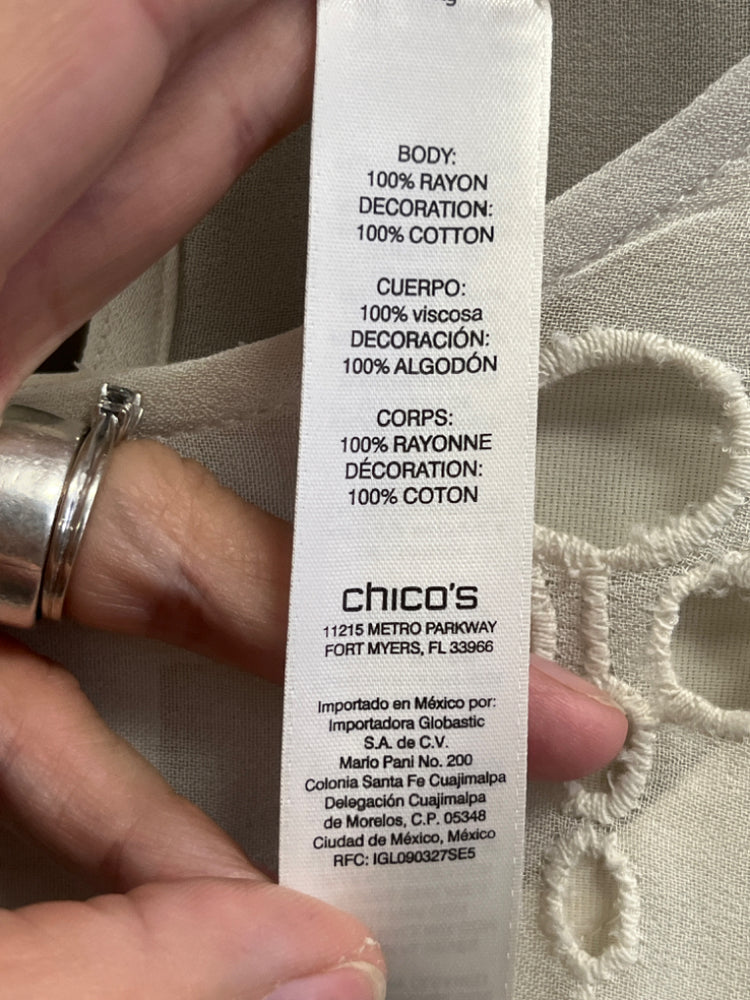 BODY:
100% RAYON
DECORATION:
100% COTTON
CUERPO:
100% viscosa
DECORACIÓN:
100% ALGODÓN
CORPS:
100% RAYONNE
DÉCORATION:
100% COTON
chico's
11215 METRO PARKWAY
FORT MYERS, FL 33966
Importado en México por:
Importadora Globastic
S.A. de C.V.
Mario Pani No. 200
Colonia Santa Fe Cuajimalpa
Delegación Cuajimalpa
de Morelos, C.P. 05348
Ciudad de México, México
RFC: IGL090327SE5